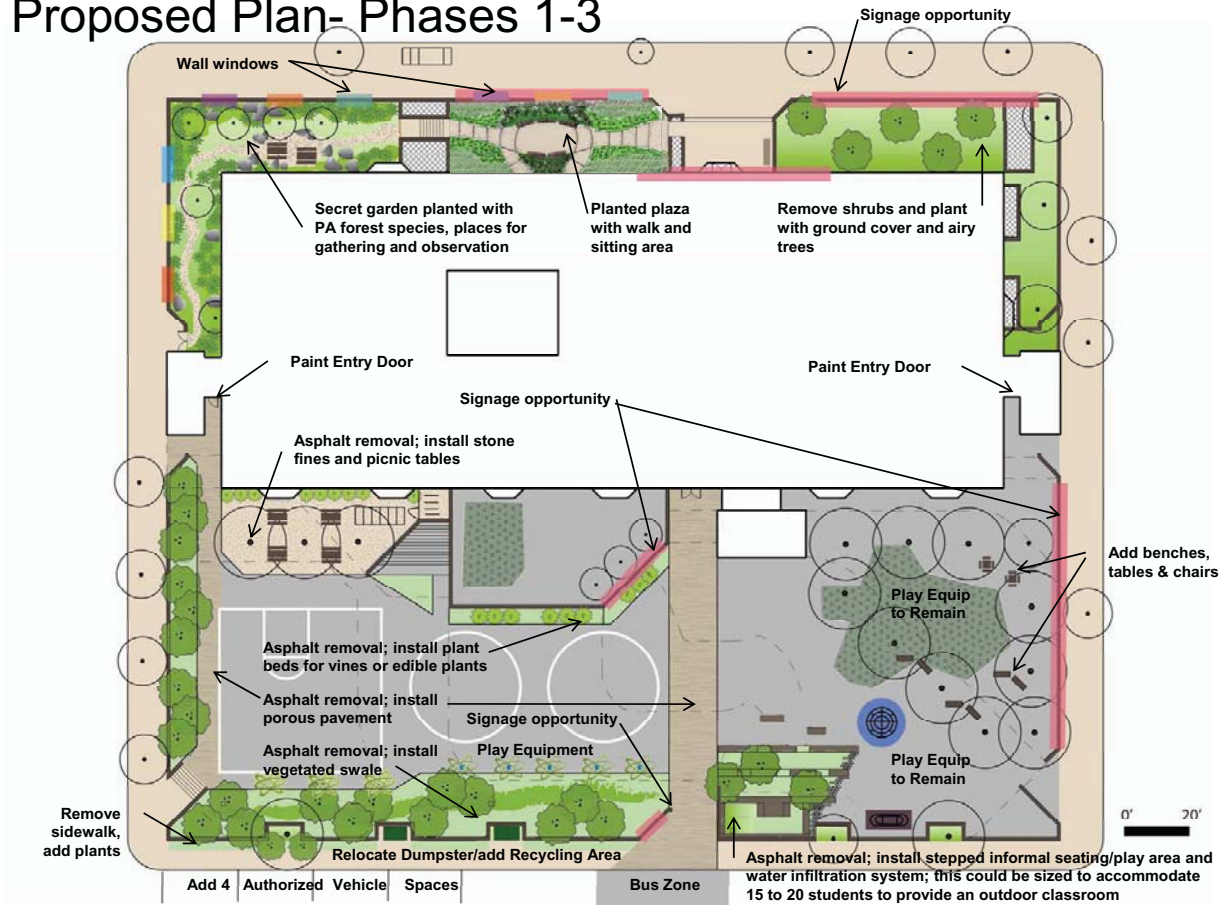 Proposed Plan- Phases 1-3
Signage opportunity
Wall windows
Secret garden planted with
PA forest species, places for
gathering and observation
Planted plaza
with walk and
sitting area
Remove shrubs and plant
with ground cover and airy
trees
Paint Entry Door
Paint Entry Door
Signage opportunity
Asphalt removal; install stone
fines and picnic tables
Add benches,
tables & chairs
Play Equip
to Remain
Asphalt removal; install plant
beds for vines or edible plants
Asphalt removal; install
porous pavement
Signage opportunity
Asphalt removal; install
vegetated swale
Play Equipment
Play Equip
to Remain
Remove
sidewalk,
add plants
0' 20'
Relocate Dumpster/add Recycling Area
Asphalt removal; install stepped informal seating/play area and
water infiltration system; this could be sized to accommodate
15 to 20 students to provide an outdoor classroom
Add 4 Authorized Vehicle Spaces
Bus Zone